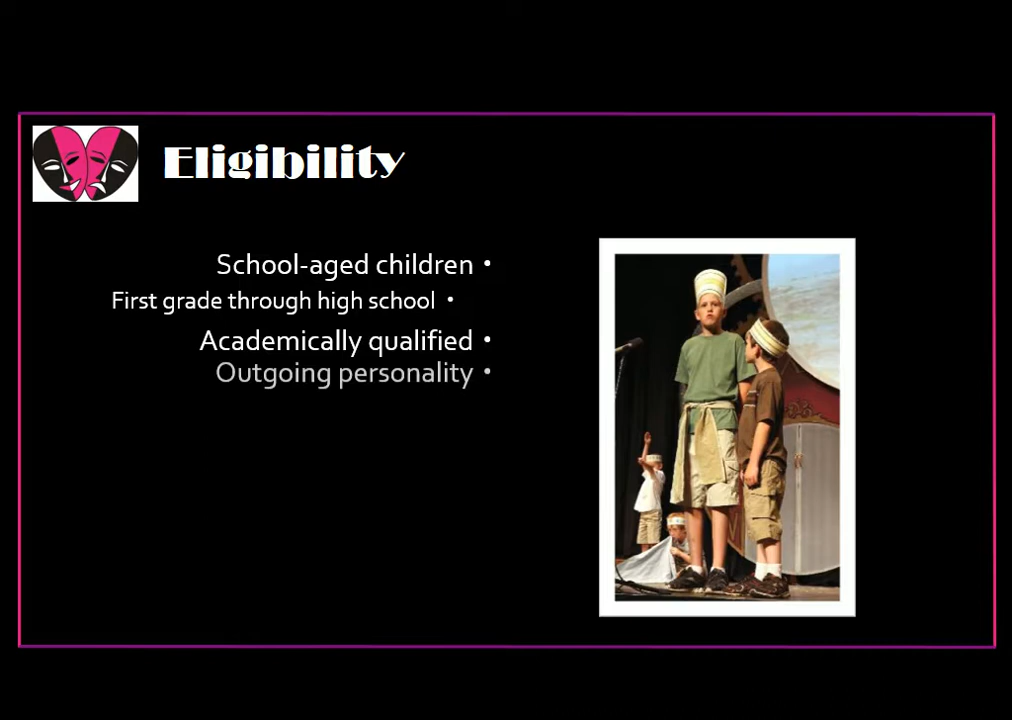 Eligibility
School-aged children •
First grade through high school •
Academically qualified •
Outgoing personality •